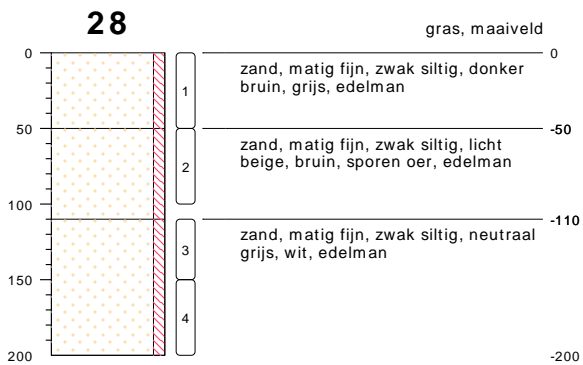 28
gras, maaiveld
0
0
zand, matig fijn, zwak siltig, donker
bruin, grijs, edelman
1
50
-50
zand, matig fijn, zwak siltig, licht
beige, bruin, sporen oer, edelman
2
100
-110
zand, matig fijn, zwak siltig, neutraal
grijs, wit, edelman
3
150
4
200
-200